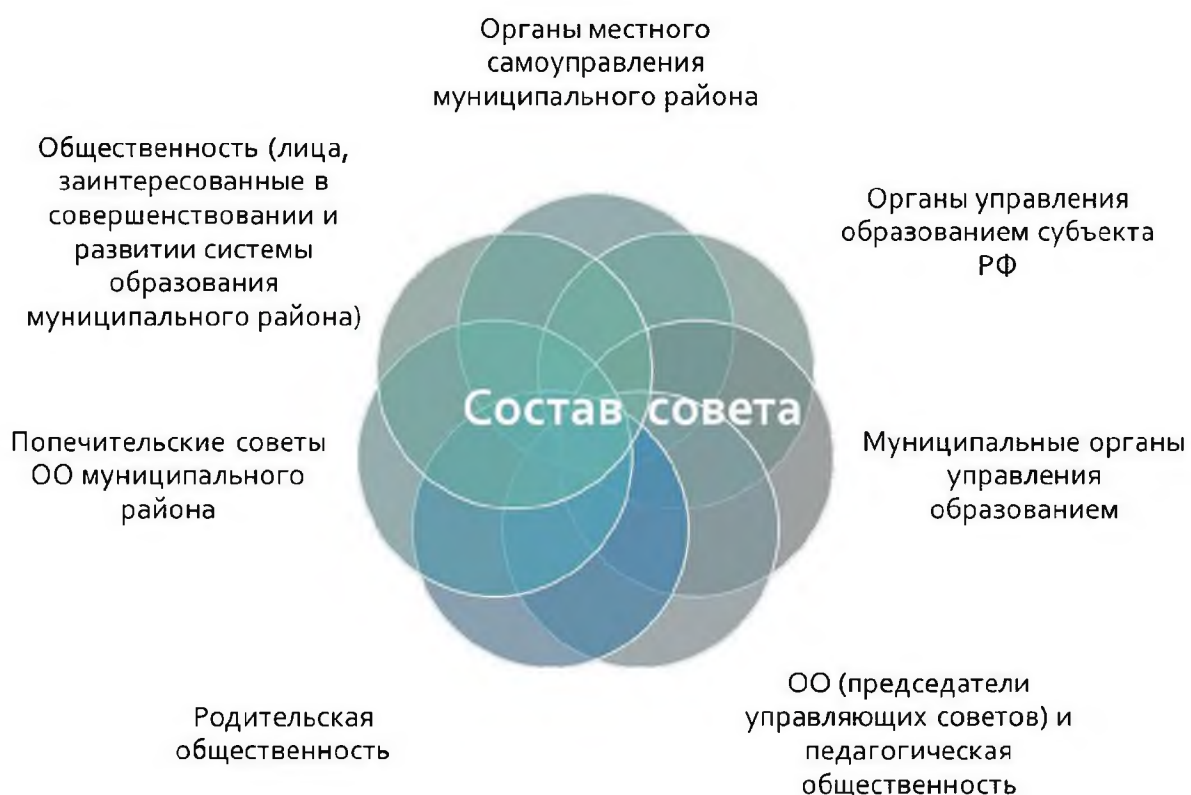 Органы местного
самоуправления
муниципального района
Общественность (лица,
заинтересованные в
совершенствовании и
развитии системы
образования
муниципального района)
Органы управления
образованием субъекта
РФ
Состав совета
Попечительские советы
ОО муниципального
района
Муниципальные органы
управления
образованием
Родительская
общественность
ОО (председатели
управляющих советов) и
педагогическая
общественность